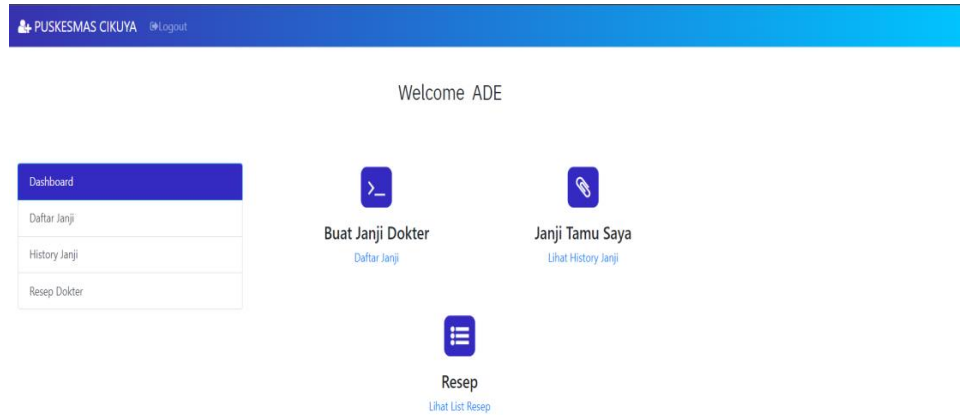 PUSKESMAS CIKUYA Logout
Welcome ADE
Dashboard
Daftar Janji
History Janji
Resep Dokter
Buat Janji Dokter
Daftar Janji
Janji Tamu Saya
Lihat History Janji
Resep
Lihat List Resep